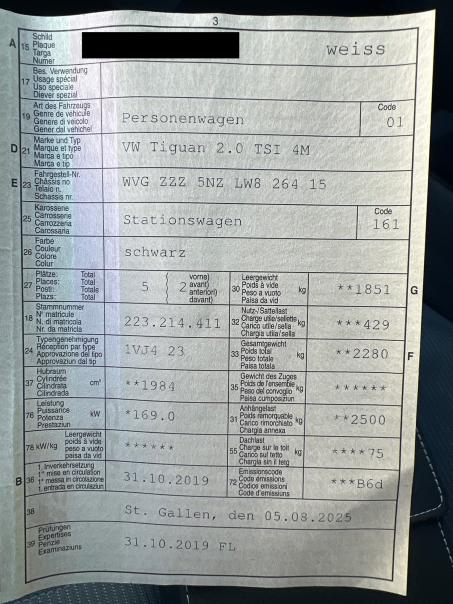 3
A 15 Schild
Plaque
Targa
Numer
weiss
17 Bes. Verwendung
Usage spécial
Uso speciale
Diever spezial
19 Art des Fahrzeugs
Genre de véhicule
Genere di veicolo
Gener dal vehichel
Personenwagen
Code
01
D 21 Marke und Typ
Marque et type
Marca e tipo
Marca e tip
VW Tiguan 2.0 TSI 4M
E 23 Fahrgestell-Nr.
Châssis no
Telaio n.
Schassis nr.
WVG ZZZ 5NZ LW8 264 15
25 Karosserie
Carrosserie
Carrozzeria
Carossaria
Stationswagen
Code
161
26 Farbe
Couleur
Colore
Colur
schwarz
27 Plätze: Total
Places: Total
Posti: Totale
Plazs: Total
5 2 vorne)
avant)
anteriori)
davant)
30 Leergewicht
Poids à vide
Peso a vuoto
Paisa da vid
kg
**1851
G
18 Stammnummer
N° matricule
N. di matricola
Nr. da matricla
223.214.411
32 Nutz-/Sattellast
Charge utile/sellette
Carico utile/sella
Chargia utila/sella
kg
***429
24 Typengenehmigung
Réception par type
Approvazione del tipo
Approvaziun dal tip
1VJ4 23
33 Gesamtgewicht
Poids total
Peso totale
Paisa totala
kg
**2280
F
37 Hubraum
Cylindrée
Cilindrata
Cilindrada
cm³
**1984
35 Gewicht des Zuges
Poids de l'ensemble
Peso del convoglio
Paisa cumposiziun
kg
******
76 Leistung
Puissance
Potenza
Prestaziun
kW
*169.0
31 Anhängelast
Poids remorquable
Carico rimorchiato
Chargia annexa
kg
**2500
78 kW/kg Leergewicht
poids à vide
peso a vuoto
paisa da vid
******
55 Dachlast
Charge sur le toit
Carico sul tetto
Chargia sin il tetg
kg
****75
B 36 1. Inverkehrsetzung
1re mise en circulation
1a messa in circolazione
1. entrada en circulaziun
31.10.2019
72 Emissionscode
Code émissions
Codice emissioni
Code d'emissiuns
***B6d
38
St. Gallen, den 05.08.2025
39 Prüfungen
Expertises
Perizie
Examinaziuns
31.10.2019 FL